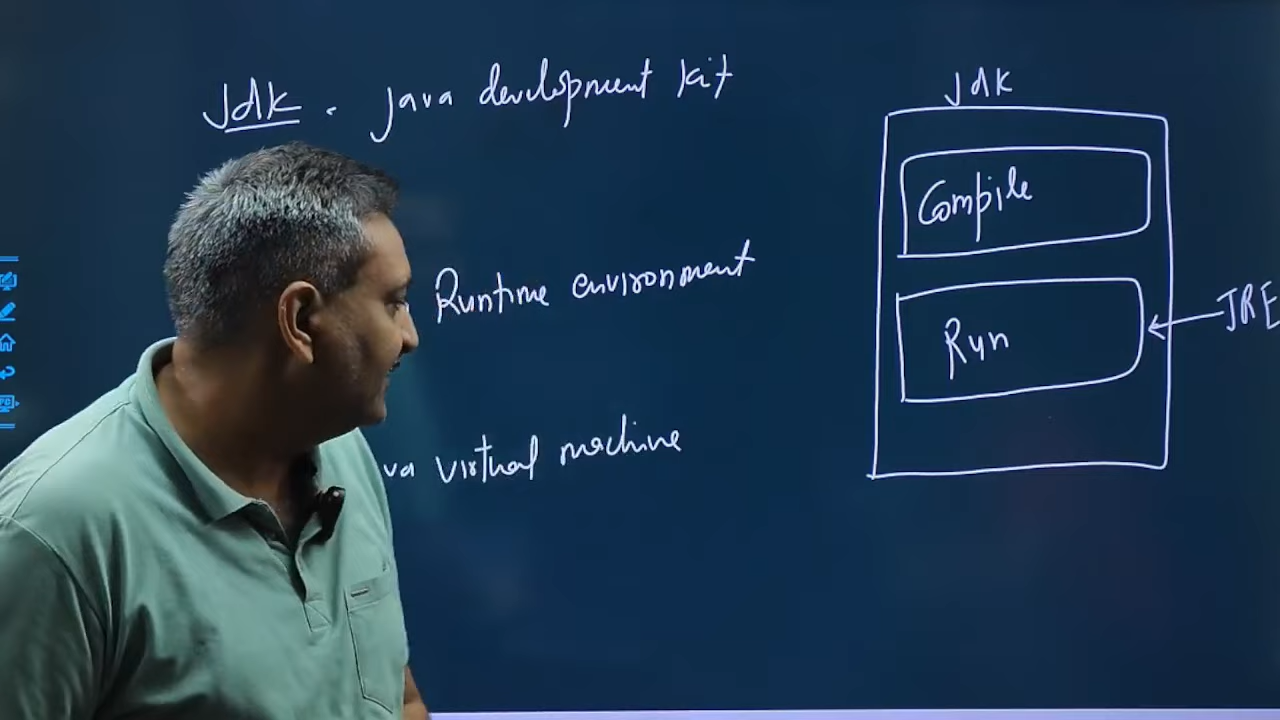 Jdk - java development kit
Runtime environment
va virtual machine
Jdk
Compile
Run
JRE